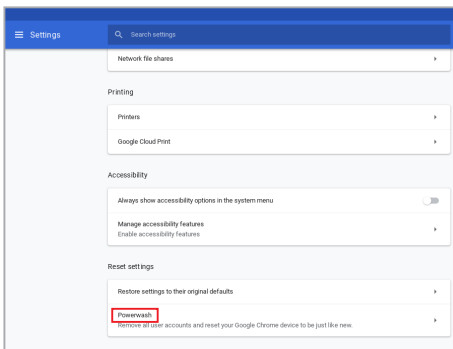 Settings
Search settings
Network file shares
Printing
Printers
Google Cloud Print
Accessibility
Always show accessibility options in the system menu
Manage accessibility features
Enable accessibility features
Reset settings
Restore settings to their original defaults
Powerwash
Remove all user accounts and reset your Google Chrome device to be just like new.